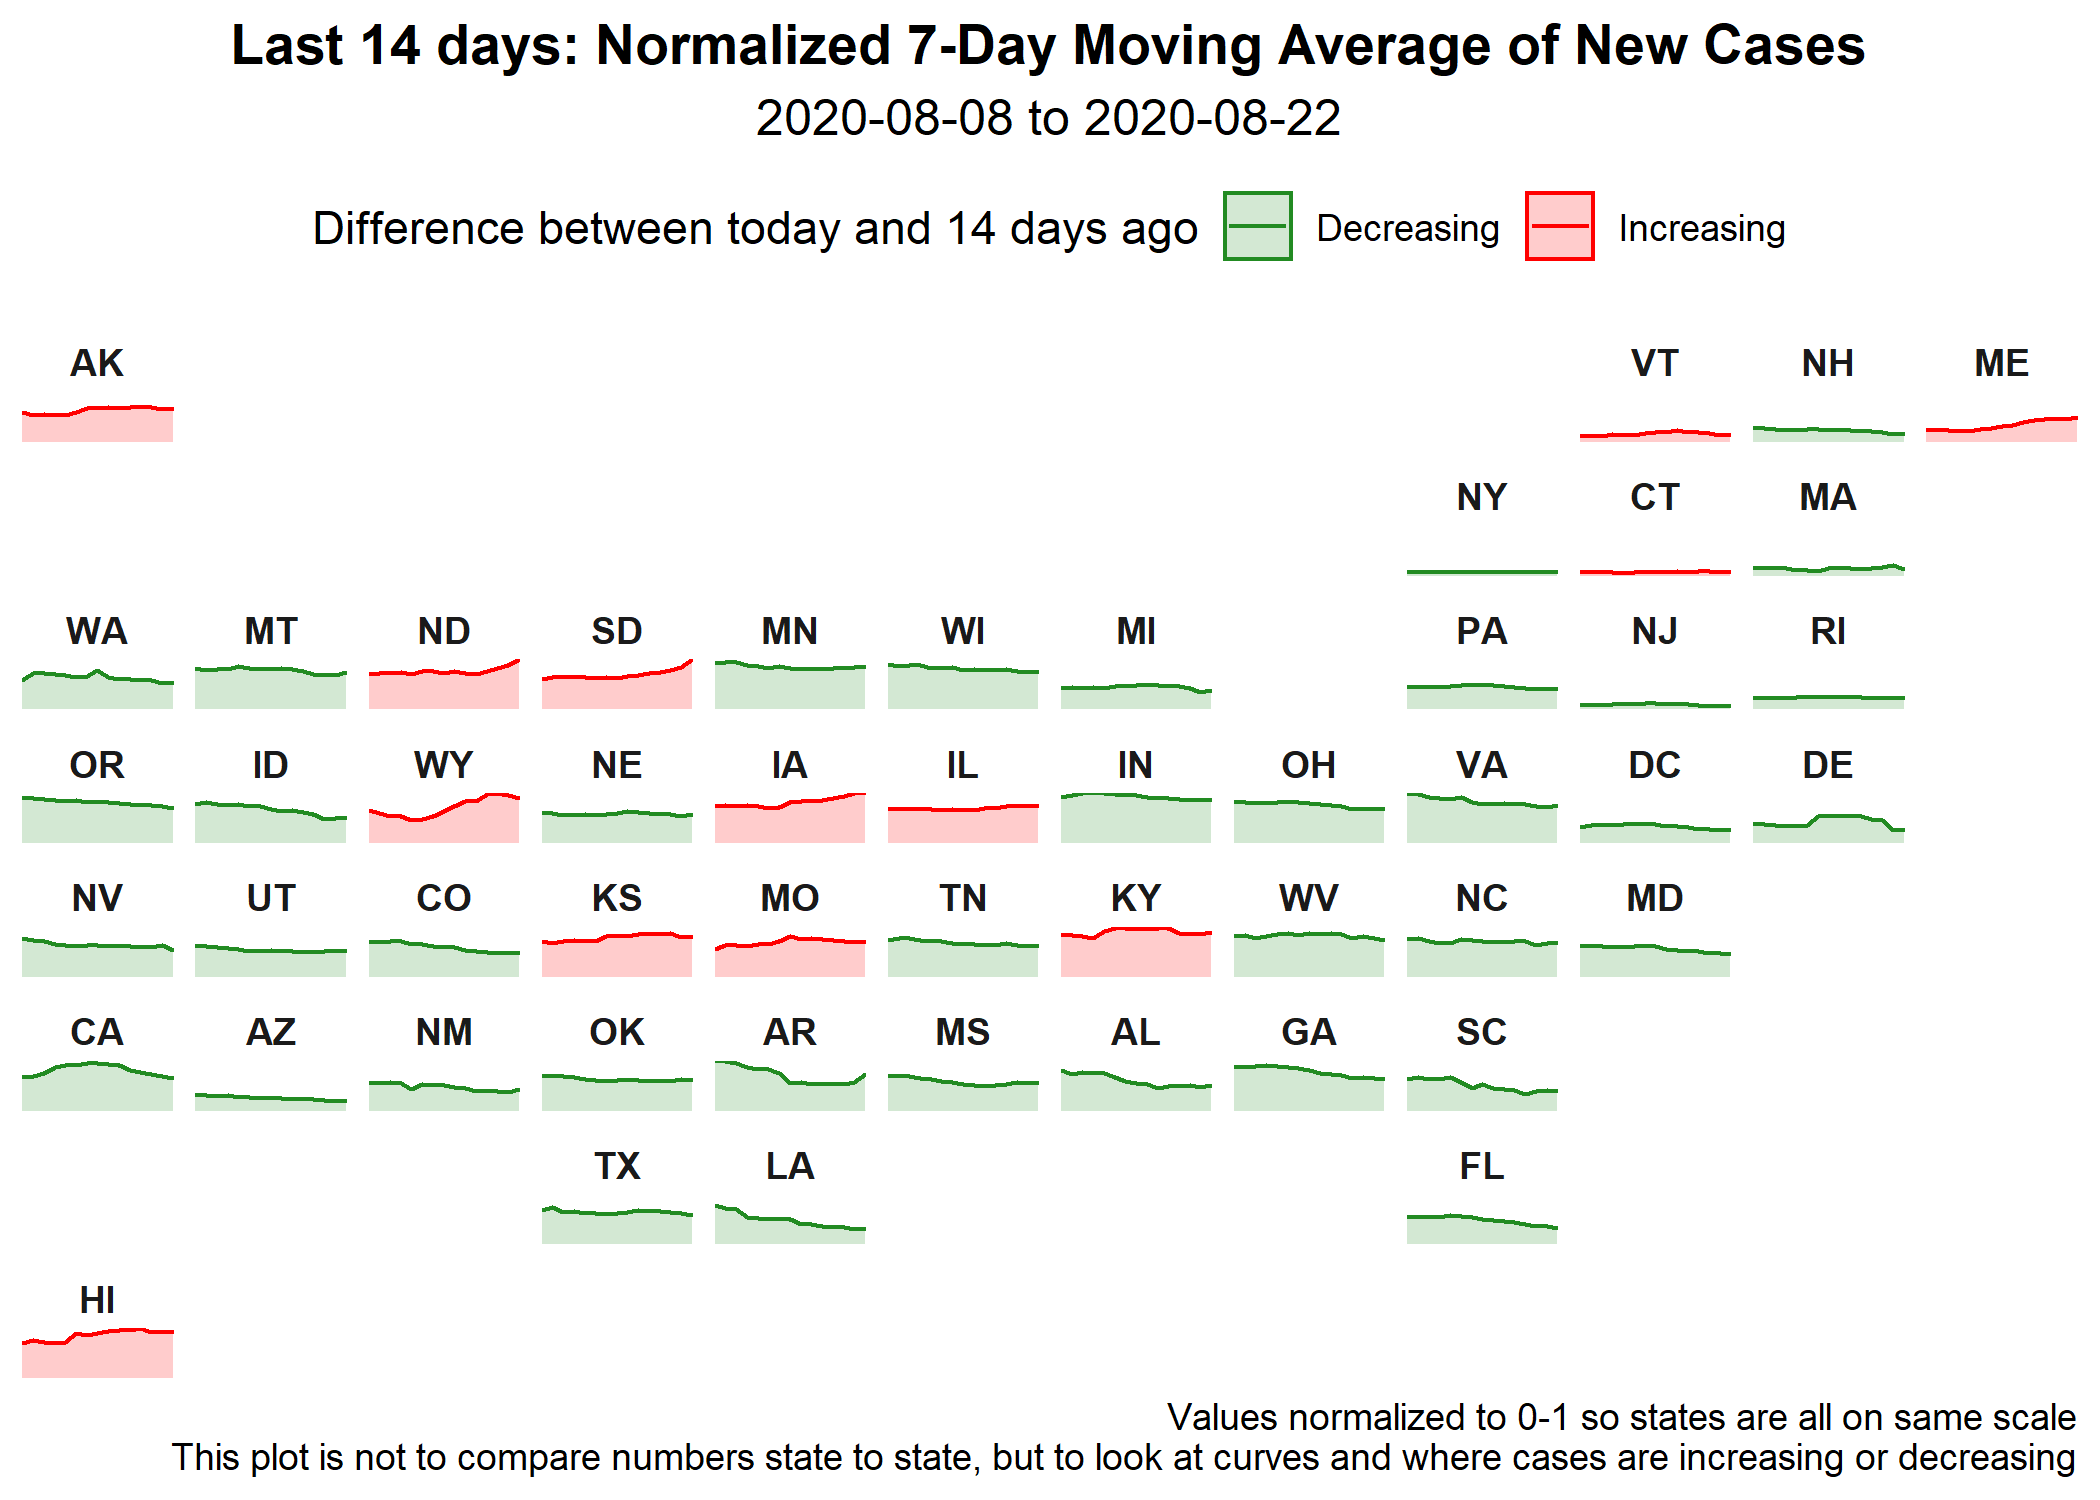 Last 14 days: Normalized 7-Day Moving Average of New Cases
2020-08-08 to 2020-08-22
Difference between today and 14 days ago Decreasing Increasing
AK VT NH ME
NY CT MA
WA MT ND SD MN WI MI PA NJ RI
OR ID WY NE IA IL IN OH VA DC DE
NV UT CO KS MO TN KY WV NC MD
CA AZ NM OK AR MS AL GA SC
TX LA FL
HI
Values normalized to 0-1 so states are all on same scale
This plot is not to compare numbers state to state, but to look at curves and where cases are increasing or decreasing